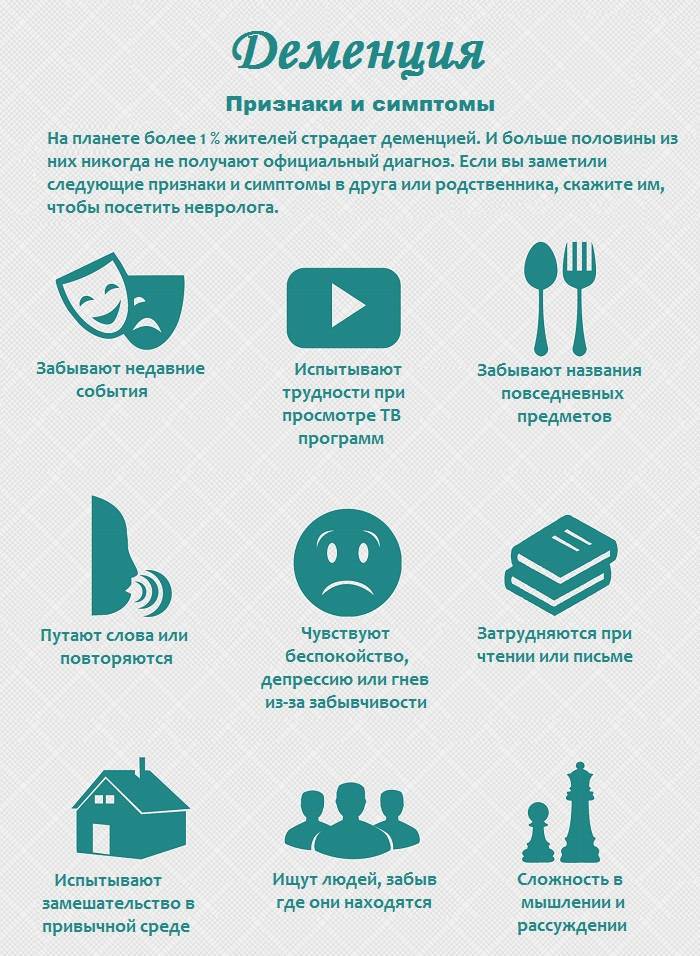 Деменция
Признаки и симптомы
На планете более 1 % жителей страдает деменцией. И больше половины из
них никогда не получают официальный диагноз. Если вы заметили
следующие признаки и симптомы в друга или родственника, скажите им,
чтобы посетить невролога.
Забывают недавние
события
Испытывают
трудности при
просмотре ТВ
программ
Забывают названия
повседневных
предметов
Путают слова или
повторяются
Чувствуют
беспокойство,
депрессию или гнев
из-за забывчивости
Затрудняются при
чтении или письме
Испытывают
замешательство в
привычной среде
Ищут людей, забыв
где они находятся
Сложность в
мышлении и
рассуждении